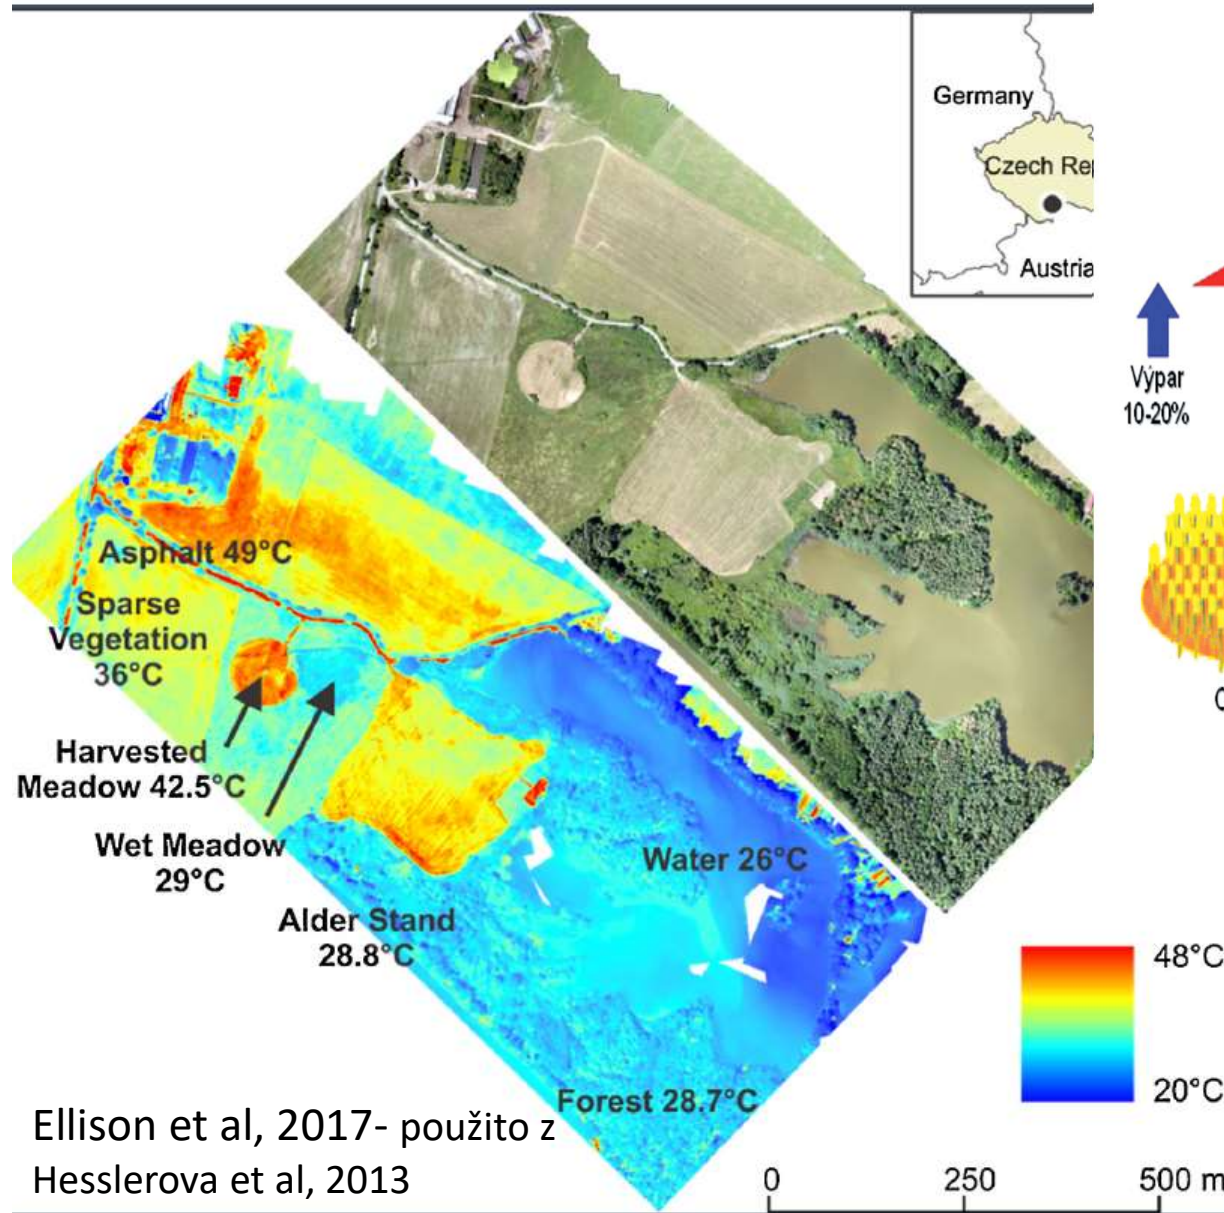 Germany
Czech Re
Austria
Výpar
10-20%
Asphalt 49°C
Sparse
Vegetation
36°C
Harvested
Meadow 42.5°C
Wet Meadow
29°C
Alder Stand
28.8°C
Water 26°C
Forest 28.7°C
48°C
20°C
Ellison et al, 2017- použito z
Hesslerova et al, 2013
0 250 500 m